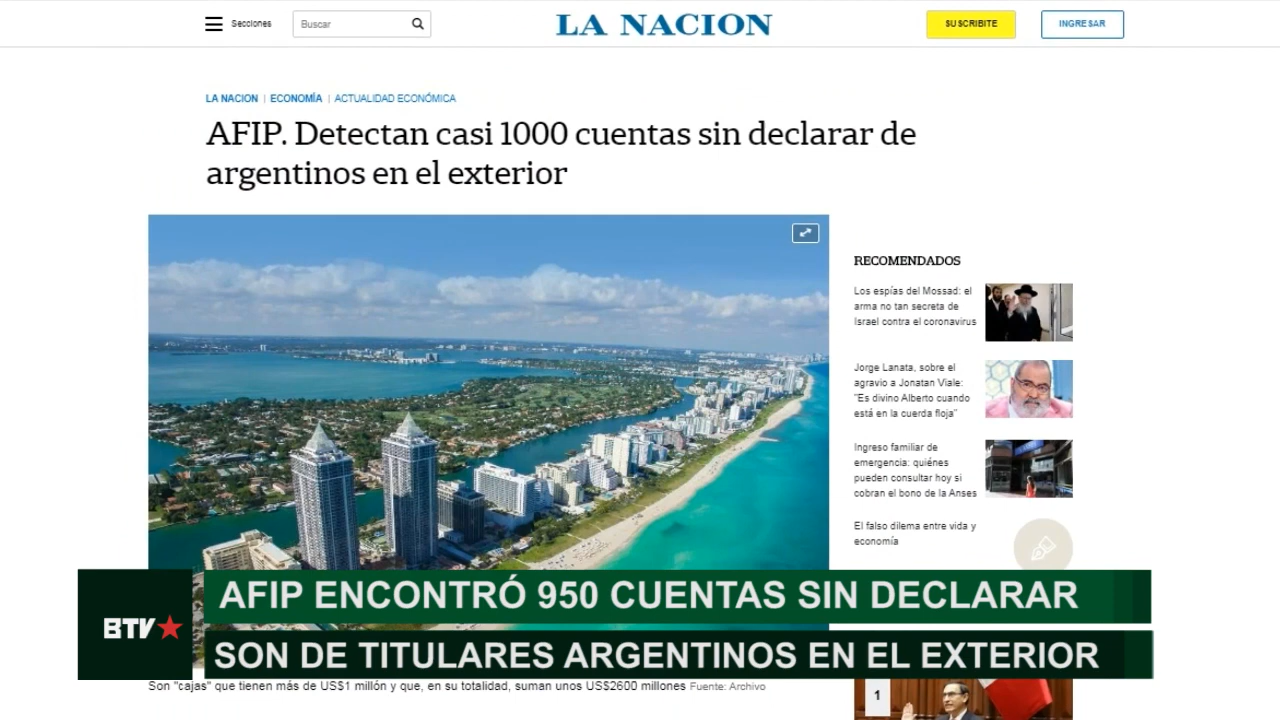 Secciones
Buscar
LA NACION
SUSCRIBITE
INGRESAR
LA NACION | ECONOMÍA | ACTUALIDAD ECONÓMICA
AFIP. Detectan casi 1000 cuentas sin declarar de
argentinos en el exterior
RECOMENDADOS
Los espías del Mossad: el
arma no tan secreta de
Israel contra el coronavirus
Jorge Lanata, sobre el
agravio a Jonatan Viale:
"Es divino Alberto cuando
está en la cuerda floja"
Ingreso familiar de
emergencia: quiénes
pueden consultar hoy si
cobran el bono de la Anses
El falso dilema entre vida y
economía
BTV
AFIP ENCONTRÓ 950 CUENTAS SIN DECLARAR
SON DE TITULARES ARGENTINOS EN EL EXTERIOR
Son "cajas" que tienen más de US$1 millón y que, en su totalidad, suman unos US$2600 millones Fuente: Archivo
1